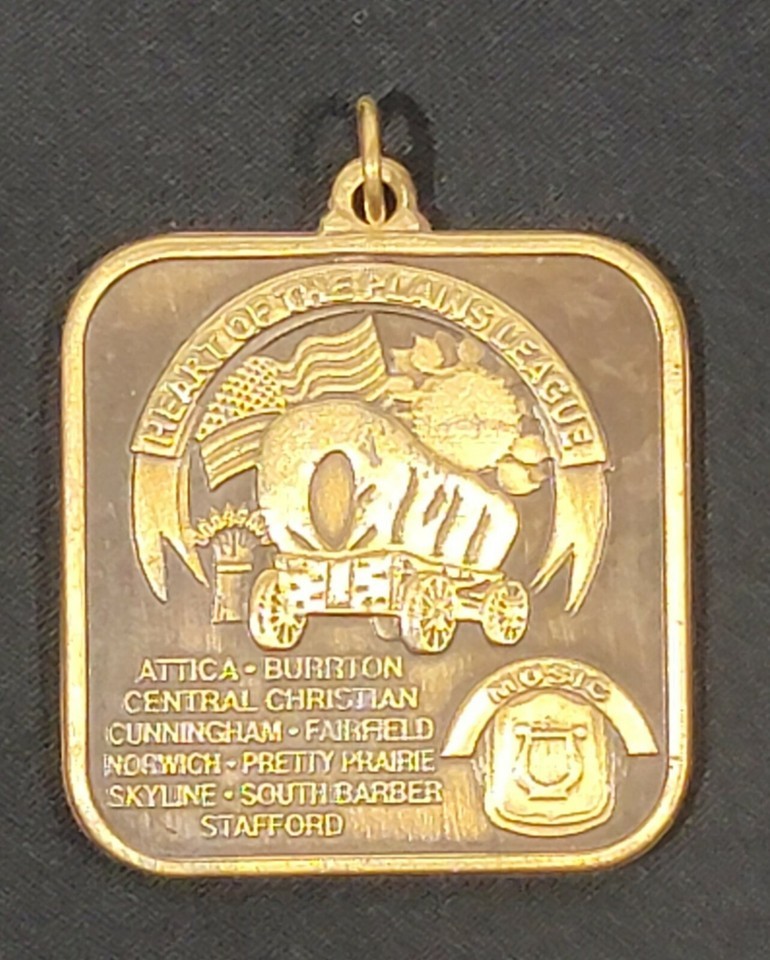 HEART OF THE PLAINS LEAGUE
ATTICA • BURRTON
CENTRAL CHRISTIAN
CUNNINGHAM • FAIRFIELD
NORWICH • PRETTY PRAIRIE
SKYLINE • SOUTH BARBER
STAFFORD
MUSIC